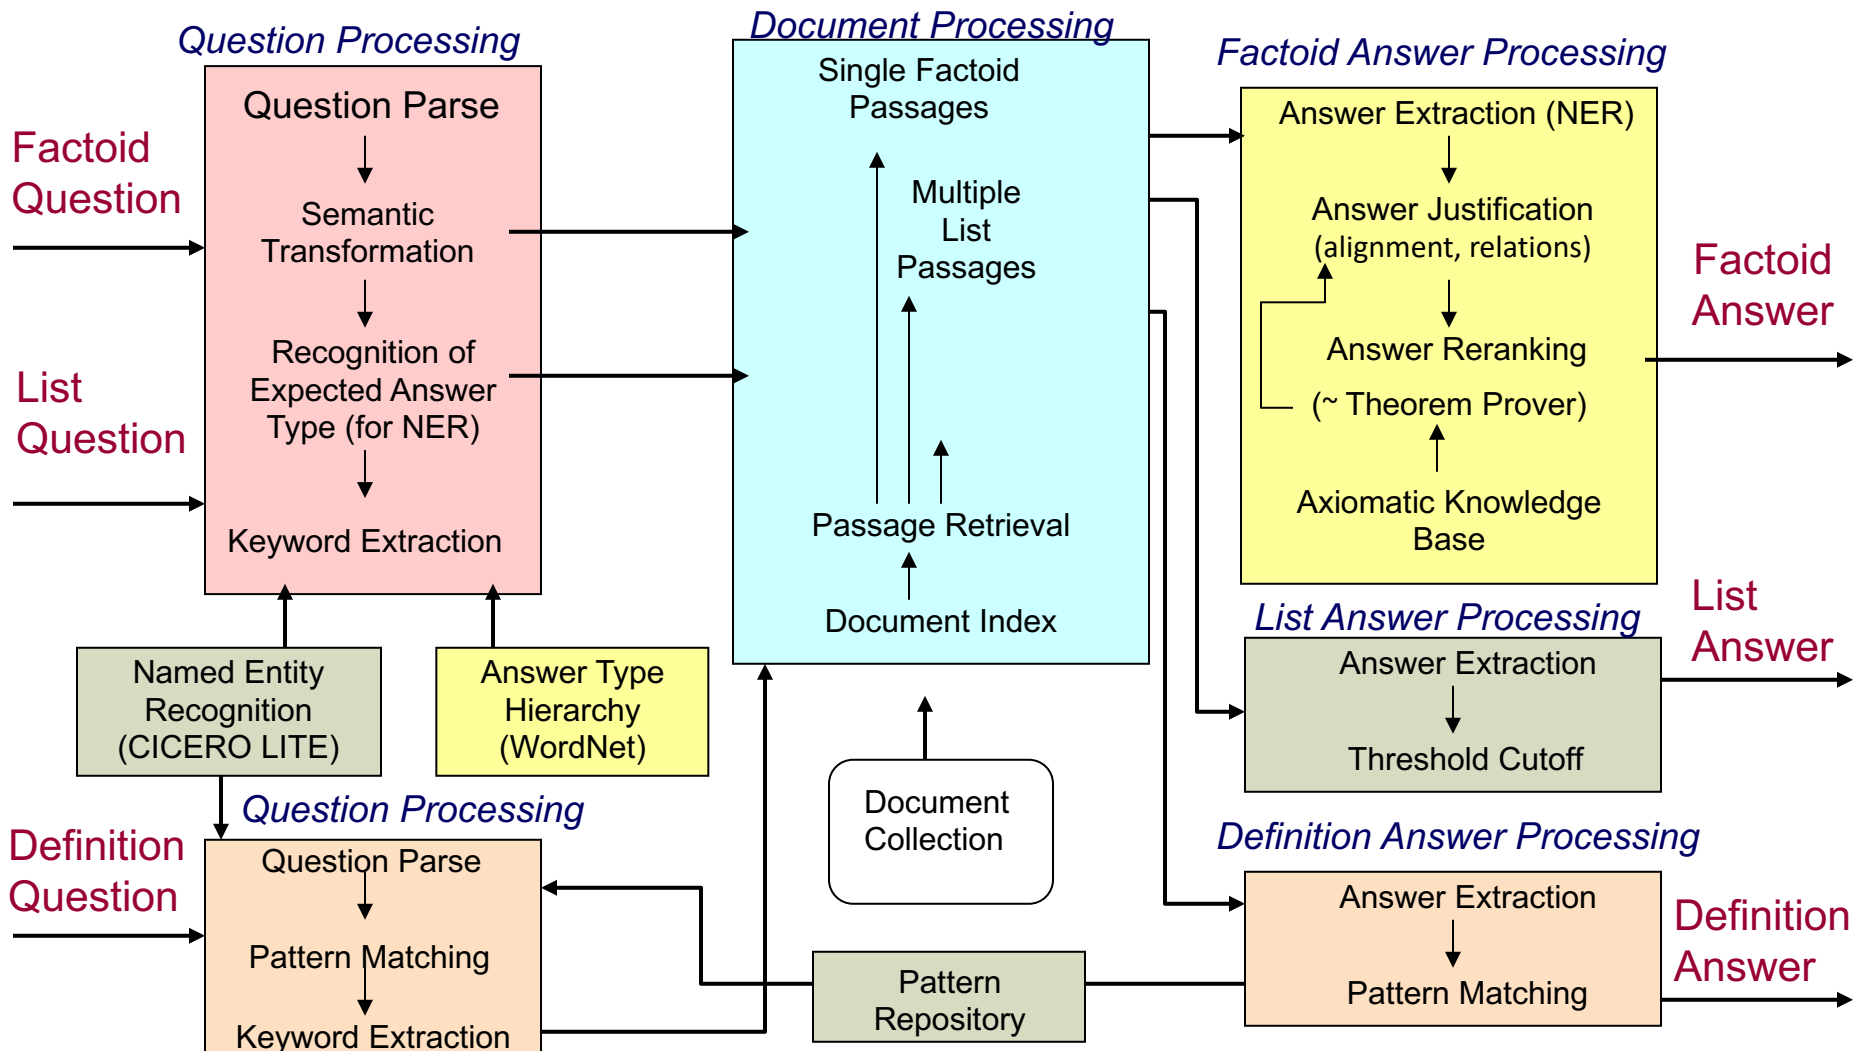 Question Processing
Factoid
Question
List
Question
Question Parse
Semantic
Transformation
Recognition of
Expected Answer
Type (for NER)
Keyword Extraction
Named Entity
Recognition
(CICERO LITE)
Answer Type
Hierarchy
(WordNet)
Question Processing
Definition
Question
Question Parse
Pattern Matching
Keyword Extraction
Document Processing
Single Factoid
Passages
Multiple
List
Passages
Passage Retrieval
Document Index
Document
Collection
Pattern
Repository
Factoid Answer Processing
Answer Extraction (NER)
Answer Justification
(alignment, relations)
Answer Reranking
(~ Theorem Prover)
Axiomatic Knowledge
Base
Factoid
Answer
List Answer Processing
Answer Extraction
Threshold Cutoff
List
Answer
Definition Answer Processing
Answer Extraction
Pattern Matching
Definition
Answer